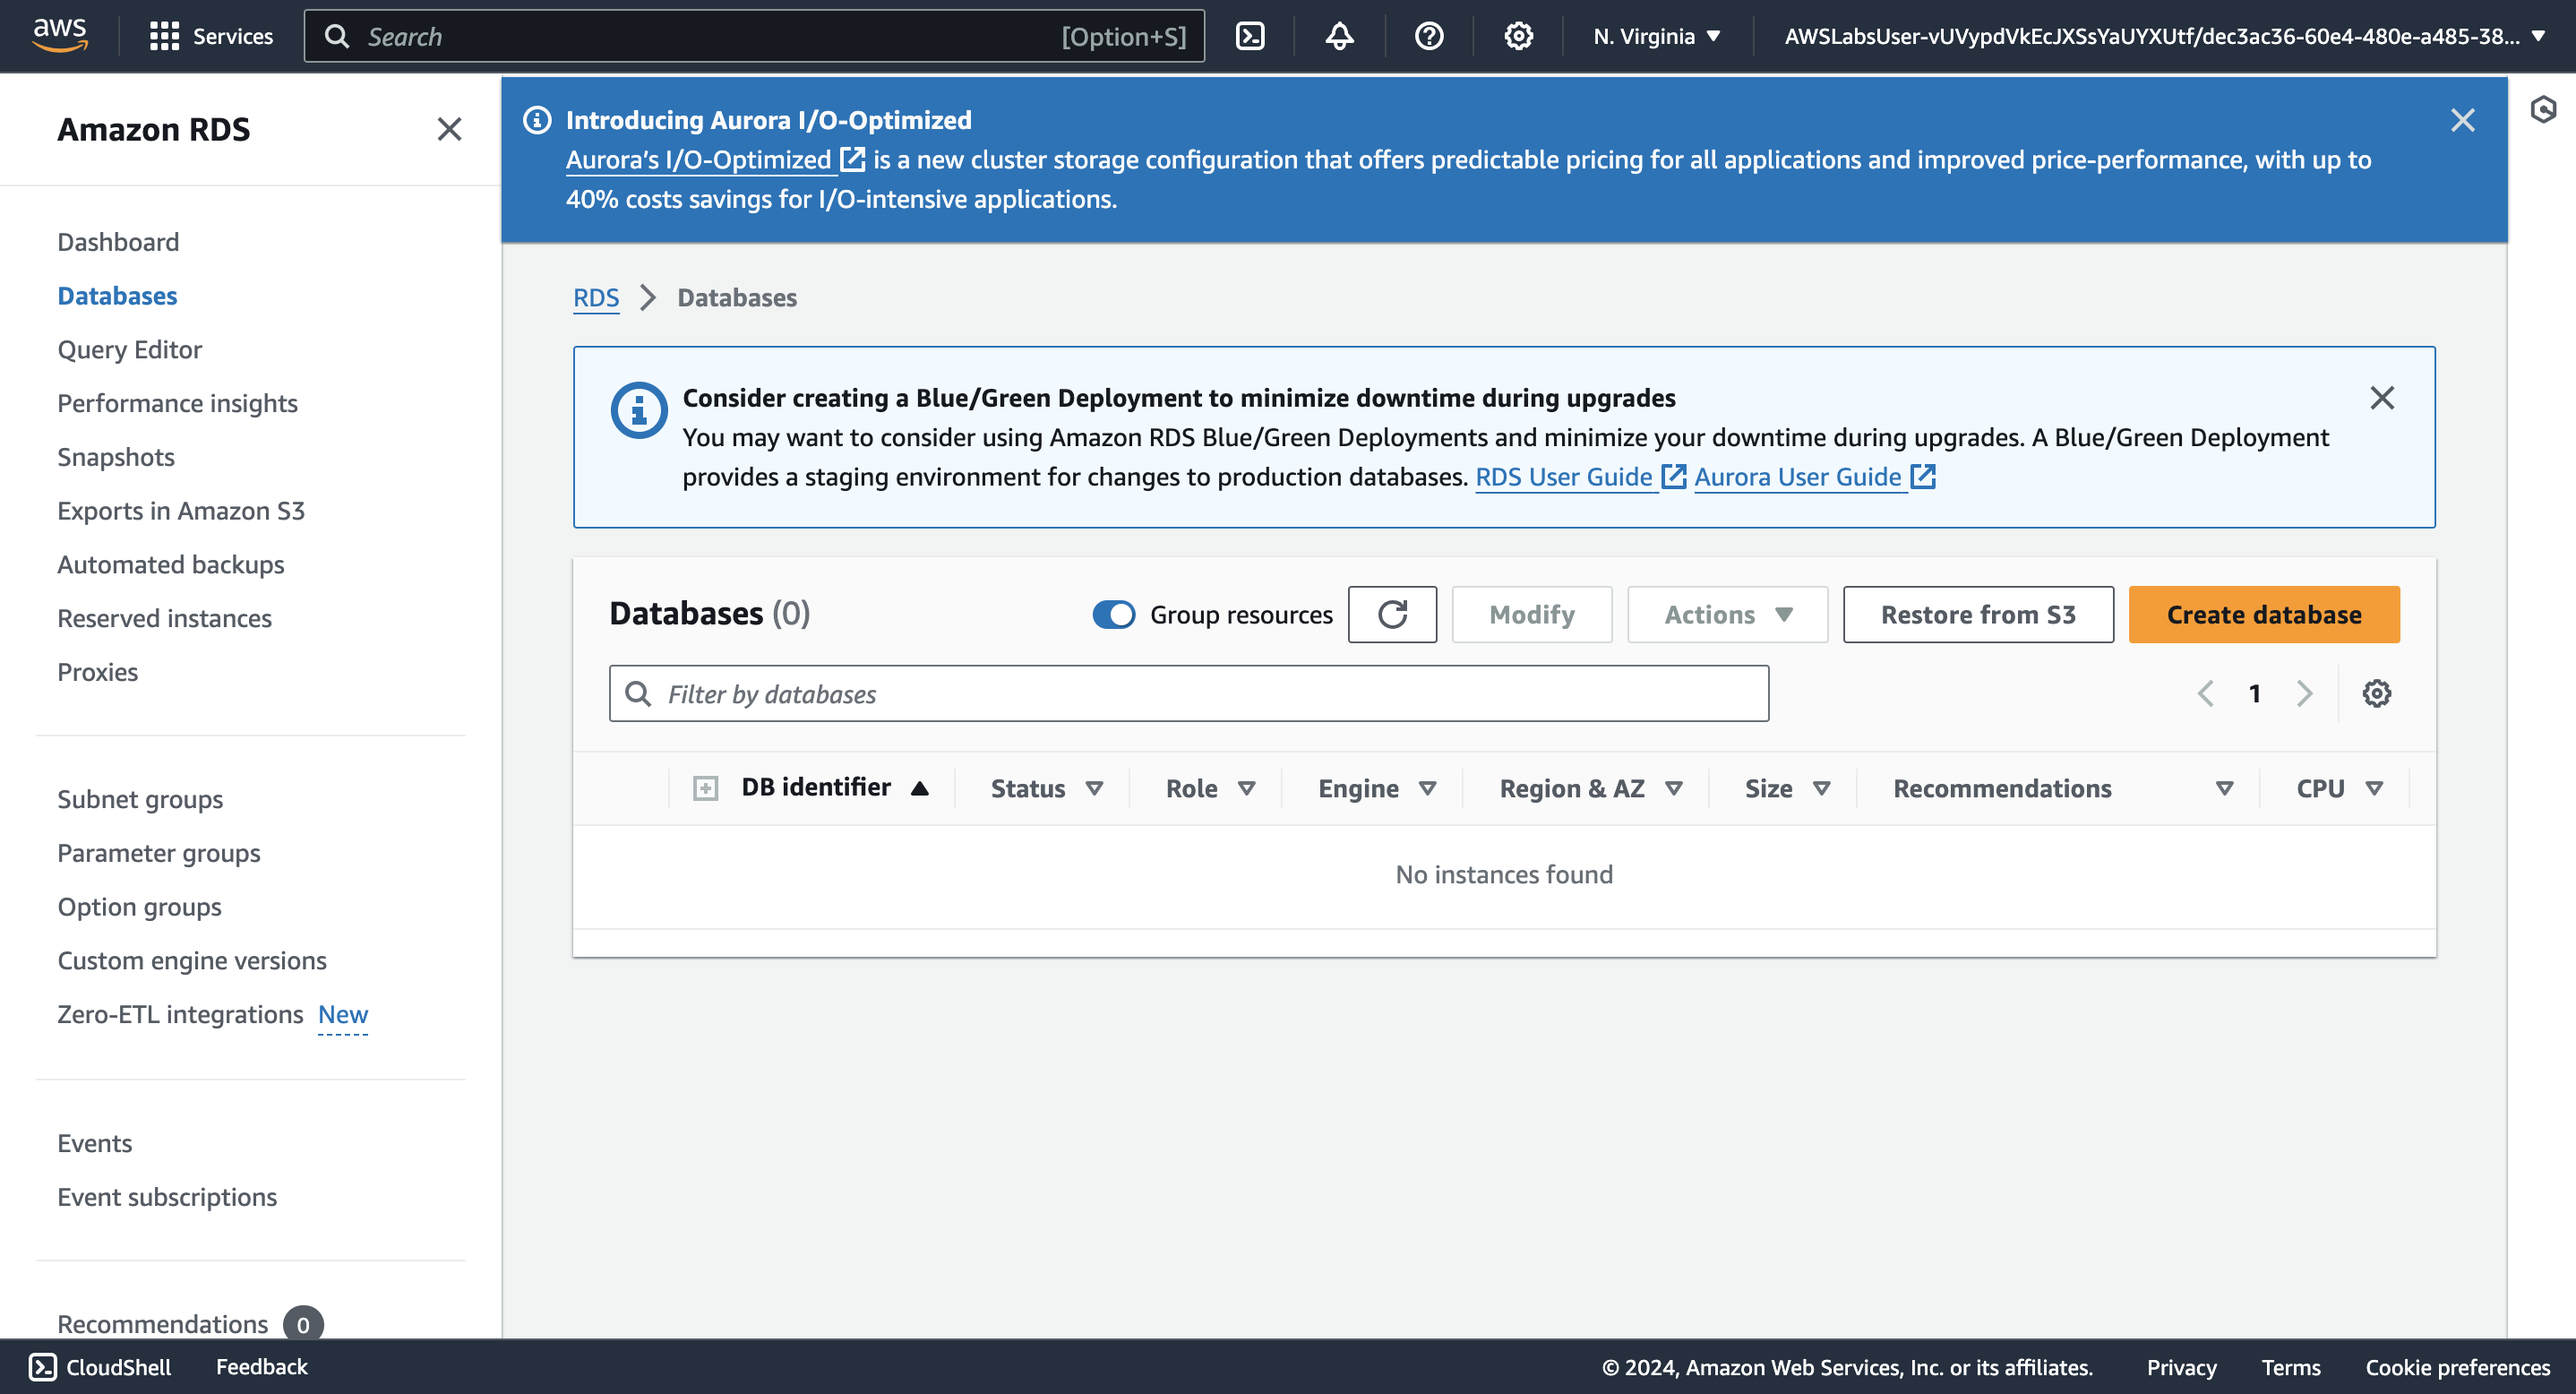 aws
Services
Search
[Option+S]
N. Virginia
AWSLabsUser-vUVypdVkEcJXSsYaUYXUtf/dec3ac36-60e4-480e-a485-38...
Amazon RDS
Dashboard
Databases
Query Editor
Performance insights
Snapshots
Exports in Amazon S3
Automated backups
Reserved instances
Proxies
Subnet groups
Parameter groups
Option groups
Custom engine versions
Zero-ETL integrations New
Events
Event subscriptions
Recommendations 0
Introducing Aurora I/O-Optimized
Aurora's I/O-Optimized is a new cluster storage configuration that offers predictable pricing for all applications and improved price-performance, with up to
40% costs savings for I/O-intensive applications.
RDS Databases
Consider creating a Blue/Green Deployment to minimize downtime during upgrades
You may want to consider using Amazon RDS Blue/Green Deployments and minimize your downtime during upgrades. A Blue/Green Deployment
provides a staging environment for changes to production databases. RDS User Guide Aurora User Guide
Databases (0)
Group resources
Modify
Actions
Restore from S3
Create database
Filter by databases
1
DB identifier Status Role Engine Region & AZ Size Recommendations CPU
No instances found
CloudShell Feedback © 2024, Amazon Web Services, Inc. or its affiliates. Privacy Terms Cookie preferences